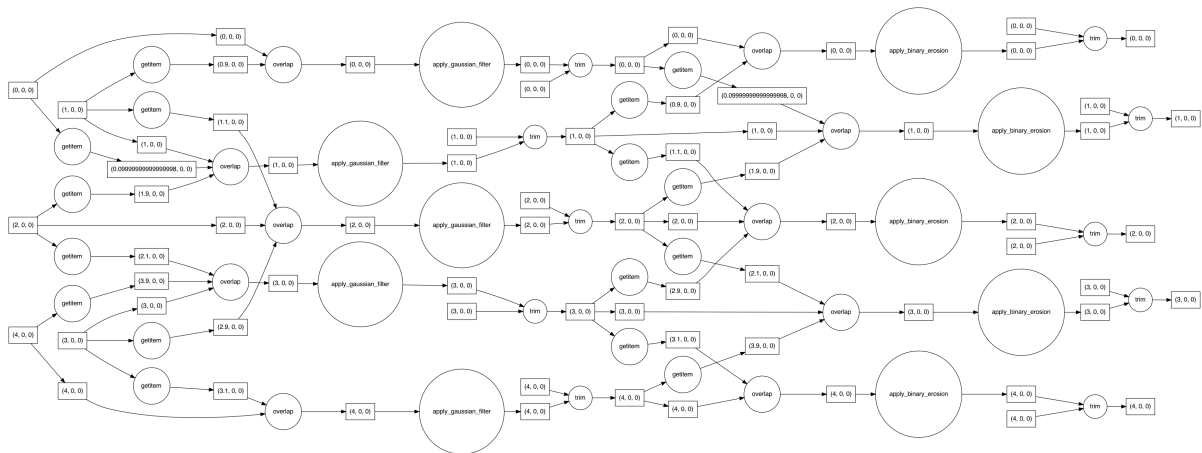 (0, 0, 0)
(0, 0, 0) (0, 0, 0) trim (0, 0, 0)
overlap (0, 0, 0) apply_binary_erosion (0, 0, 0)
getitem (0.9, 0, 0) overlap (0, 0, 0) apply_gaussian_filter (0, 0, 0) trim (0, 0, 0) getitem
(0, 0, 0) (0, 0, 0)
(0.09999999999999998, 0, 0)
getitem (0.9, 0, 0) (1, 0, 0)
(1, 0, 0) getitem
trim (1, 0, 0)
(1.1, 0, 0)
(1, 0, 0) trim (1, 0, 0) (1, 0, 0) overlap (1, 0, 0) apply_binary_erosion (1, 0, 0)
getitem (1, 0, 0)
(1.1, 0, 0)
overlap (1, 0, 0) apply_gaussian_filter (1, 0, 0) getitem
(0.09999999999999998, 0, 0) (1.9, 0, 0)
getitem (1.9, 0, 0) getitem
(2, 0, 0)
(2, 0, 0) (2, 0, 0) overlap (2, 0, 0) apply_gaussian_filter (2, 0, 0) trim (2, 0, 0) (2, 0, 0) overlap (2, 0, 0) apply_binary_erosion (2, 0, 0)
trim (2, 0, 0)
(2, 0, 0)
getitem (2.1, 0, 0) getitem
(2.1, 0, 0)
(3.9, 0, 0) overlap (3, 0, 0) apply_gaussian_filter (3, 0, 0) getitem (2.9, 0, 0) (3, 0, 0)
getitem (3, 0, 0) trim (3, 0, 0)
(3, 0, 0) trim (3, 0, 0) (3, 0, 0) overlap (3, 0, 0) apply_binary_erosion (3, 0, 0)
(2.9, 0, 0)
(4, 0, 0) (3, 0, 0) getitem getitem (3.1, 0, 0) (3.9, 0, 0)
getitem (4, 0, 0) getitem
(4, 0, 0) (3.1, 0, 0) trim (4, 0, 0) overlap (4, 0, 0) apply_binary_erosion (4, 0, 0)
overlap (4, 0, 0) apply_gaussian_filter (4, 0, 0) (4, 0, 0) trim (4, 0, 0)
(4, 0, 0)